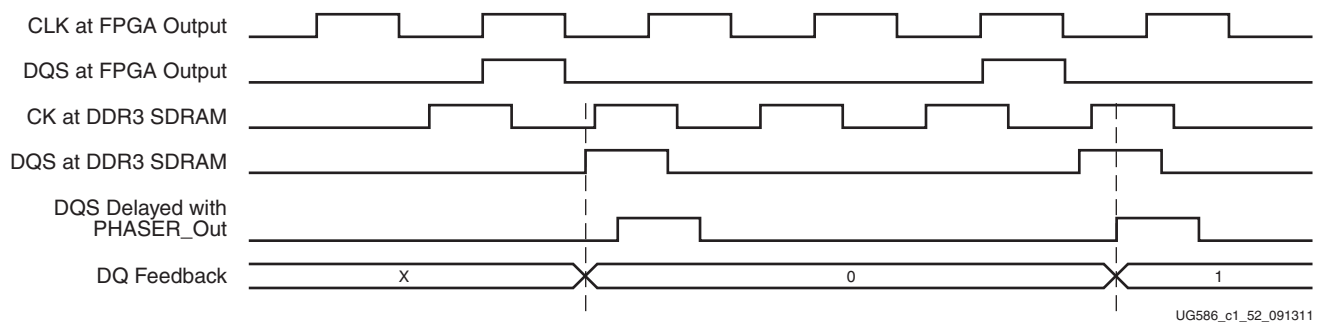 CLK at FPGA Output
DQS at FPGA Output
CK at DDR3 SDRAM
DQS at DDR3 SDRAM
DQS Delayed with
PHASER_Out
DQ Feedback
X
0
1
UG586_c1_52_091311